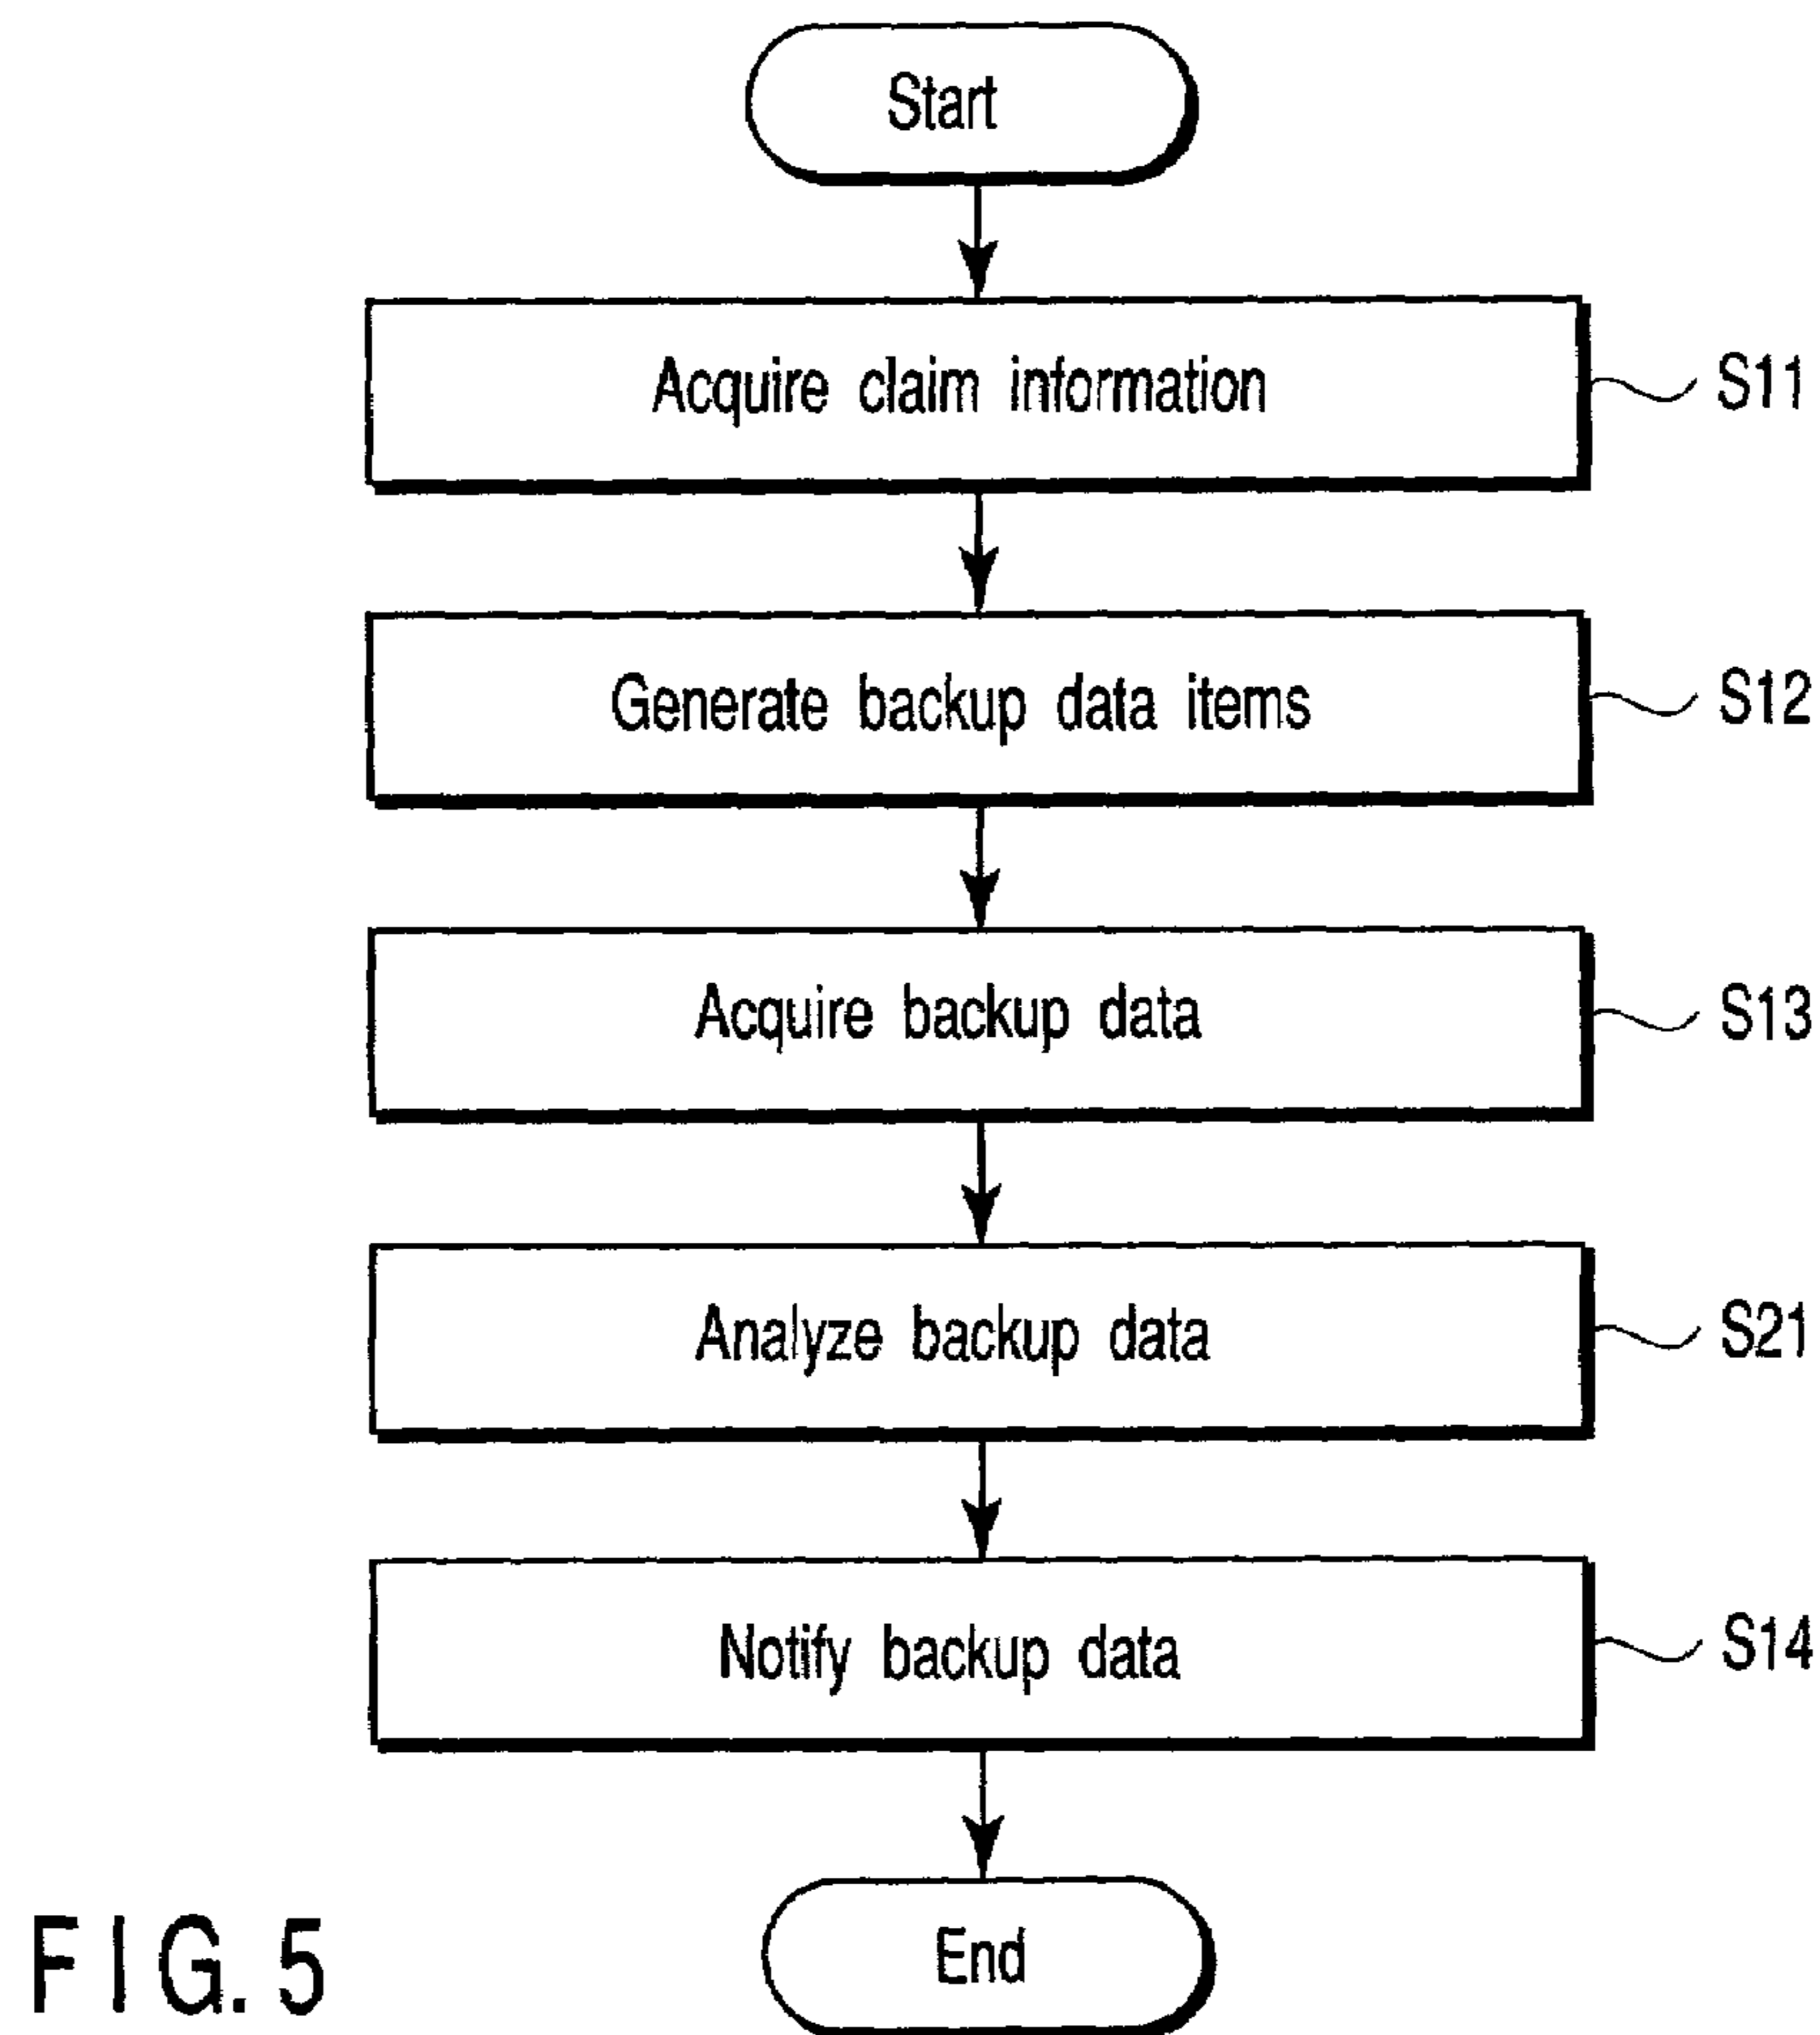 Start
Acquire claim information
S11
Generate backup data items
S12
Acquire backup data
S13
Analyze backup data
S21
Notify backup data
S14
End
FIG. 5